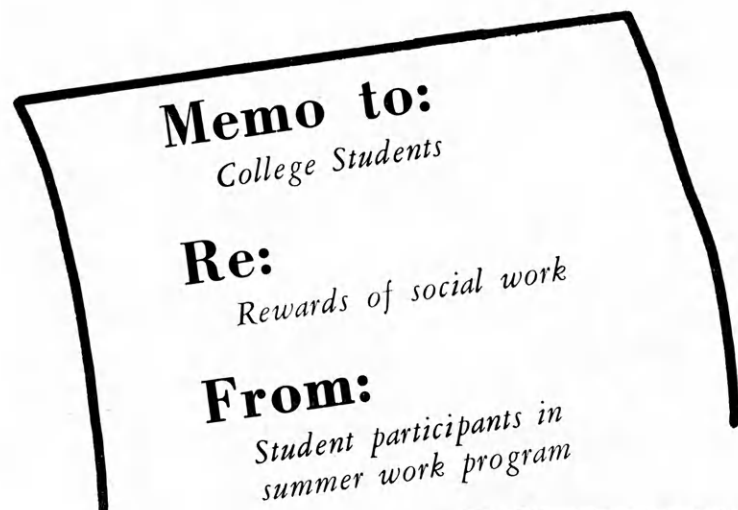 Memo to:
College Students
Re:
Rewards of social work
From:
Student participants in
summer work program